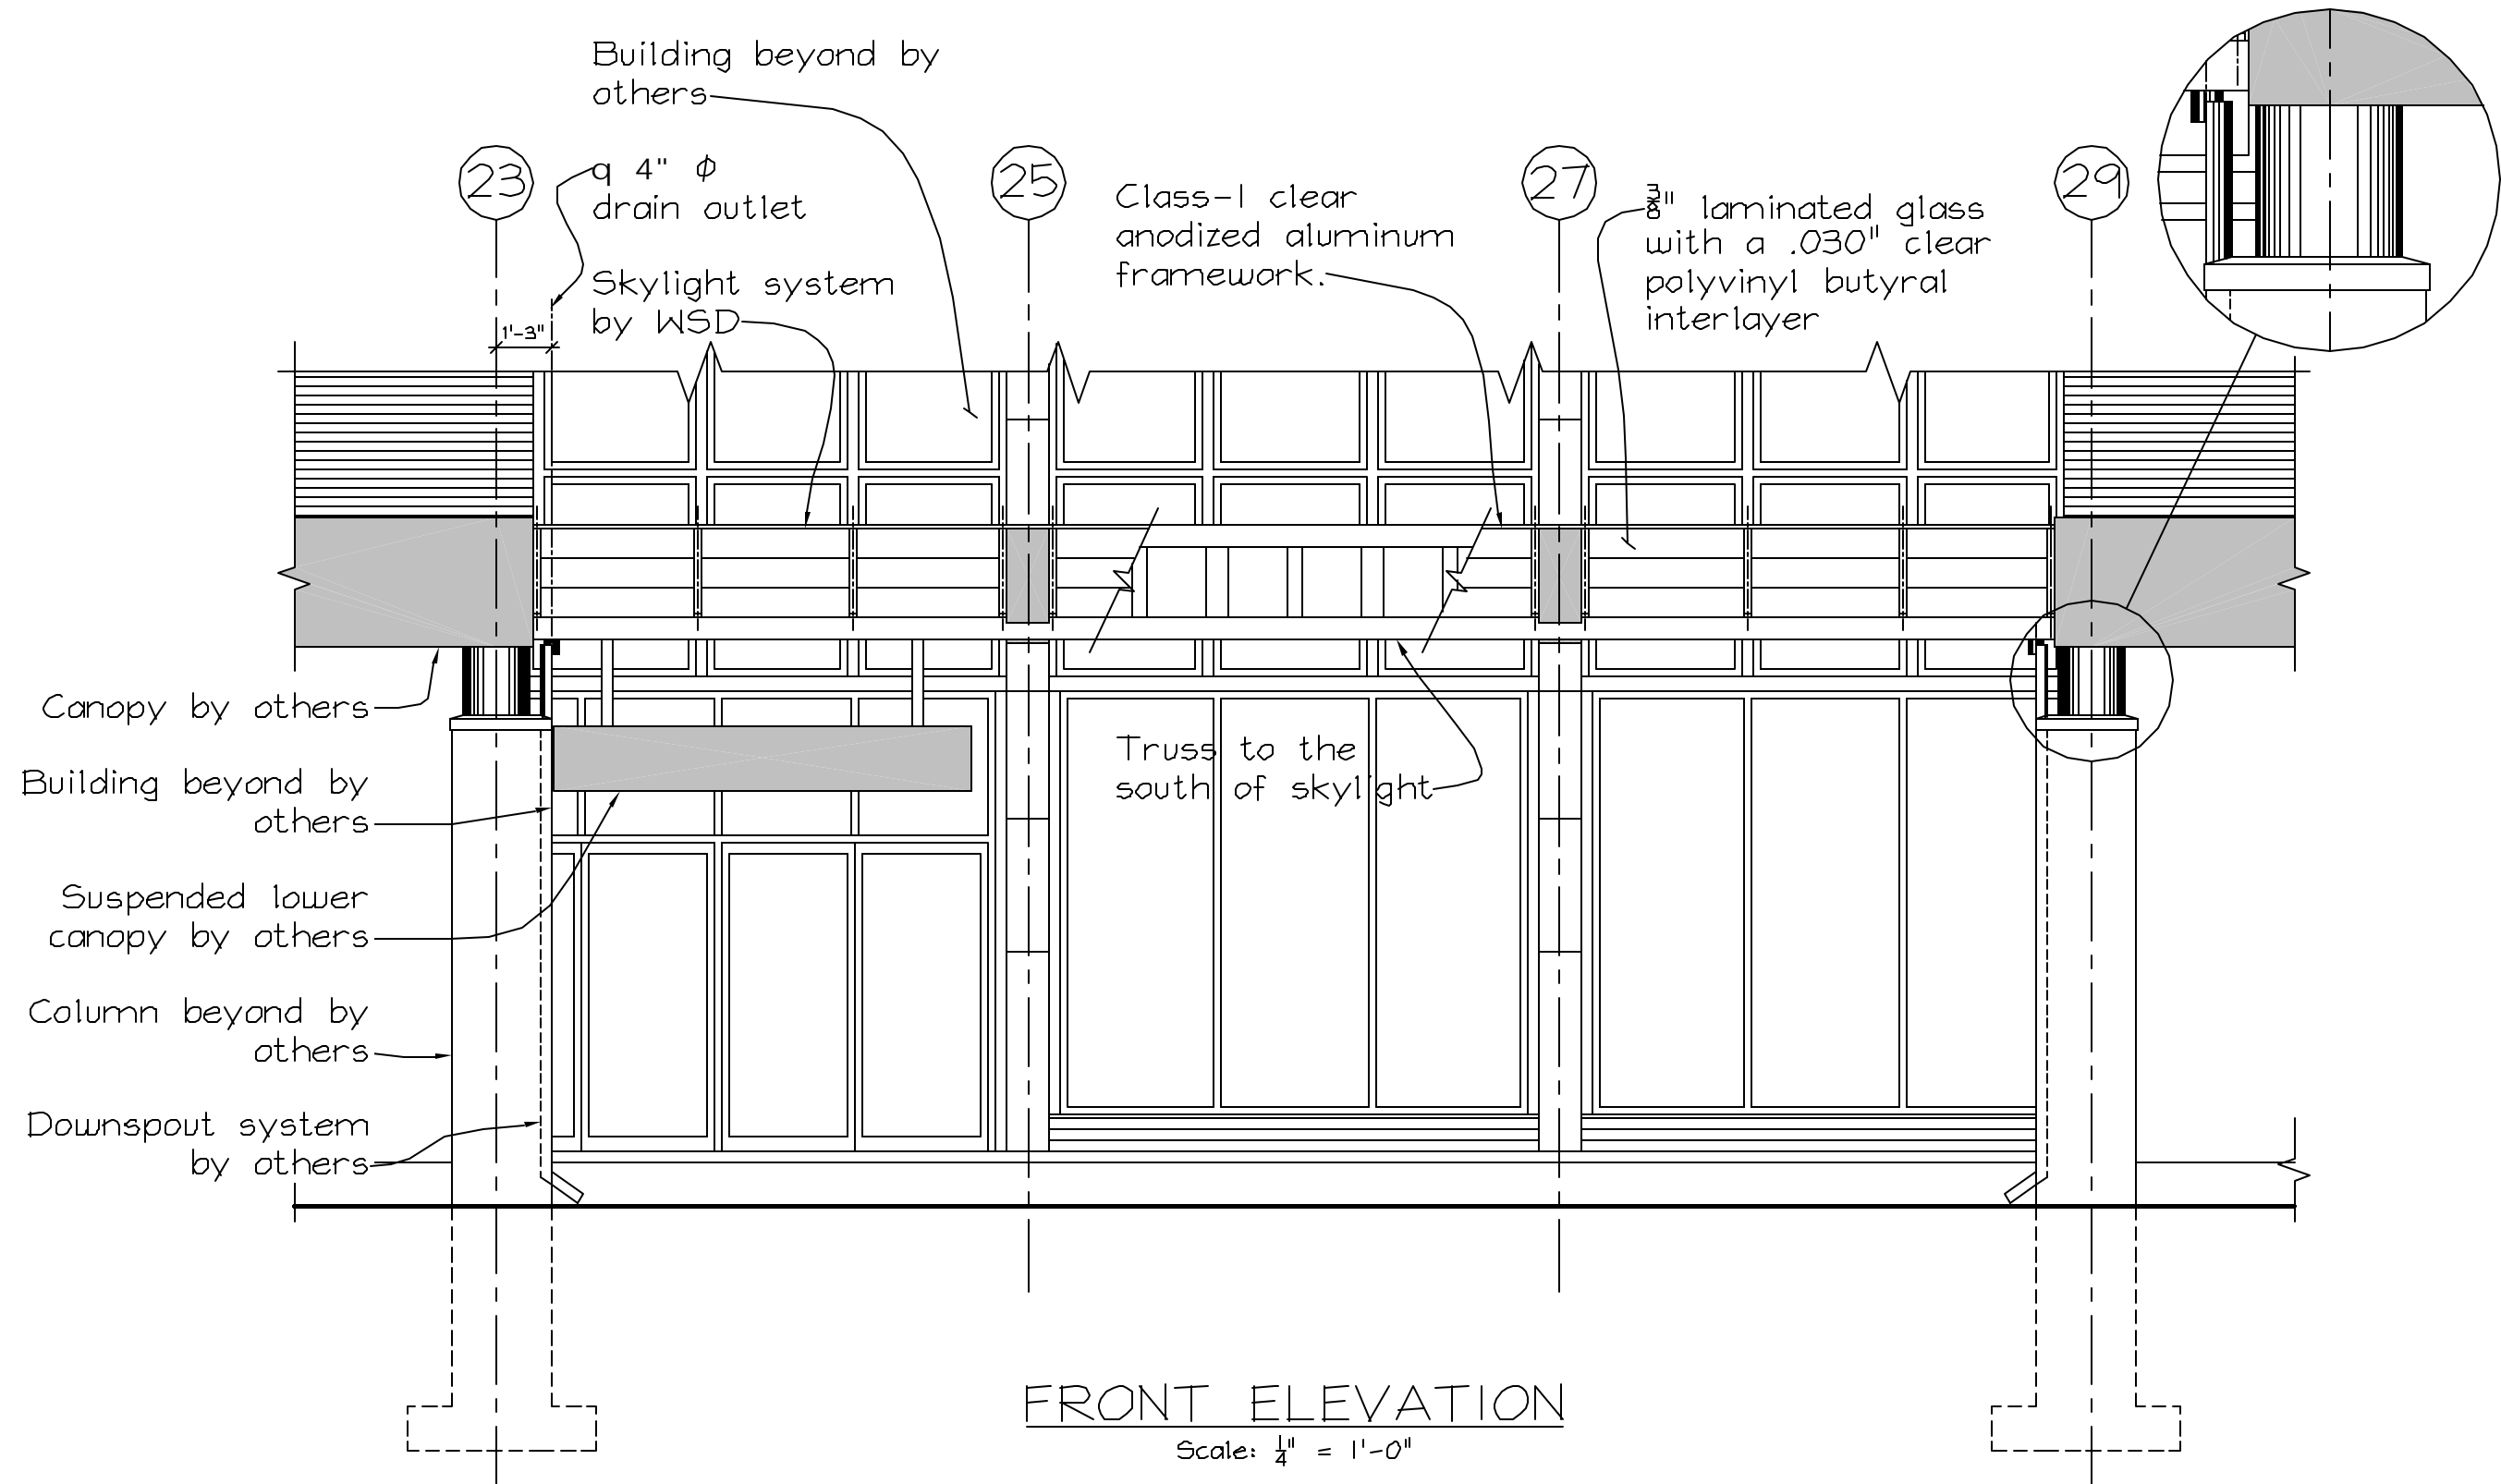 Building beyond by
others
23
q 4" ϕ
drain outlet
Skylight system
by WSD
1'-3"
25
Class-1 clear
anodized aluminum
framework.
27
3/8" laminated glass
with a .030" clear
polyvinyl butyral
interlayer
29
Canopy by others
Building beyond by
others
Suspended lower
canopy by others
Column beyond by
others
Downspout system
by others
Truss to the
south of skylight
FRONT ELEVATION
Scale: 1/4" = 1'-0"